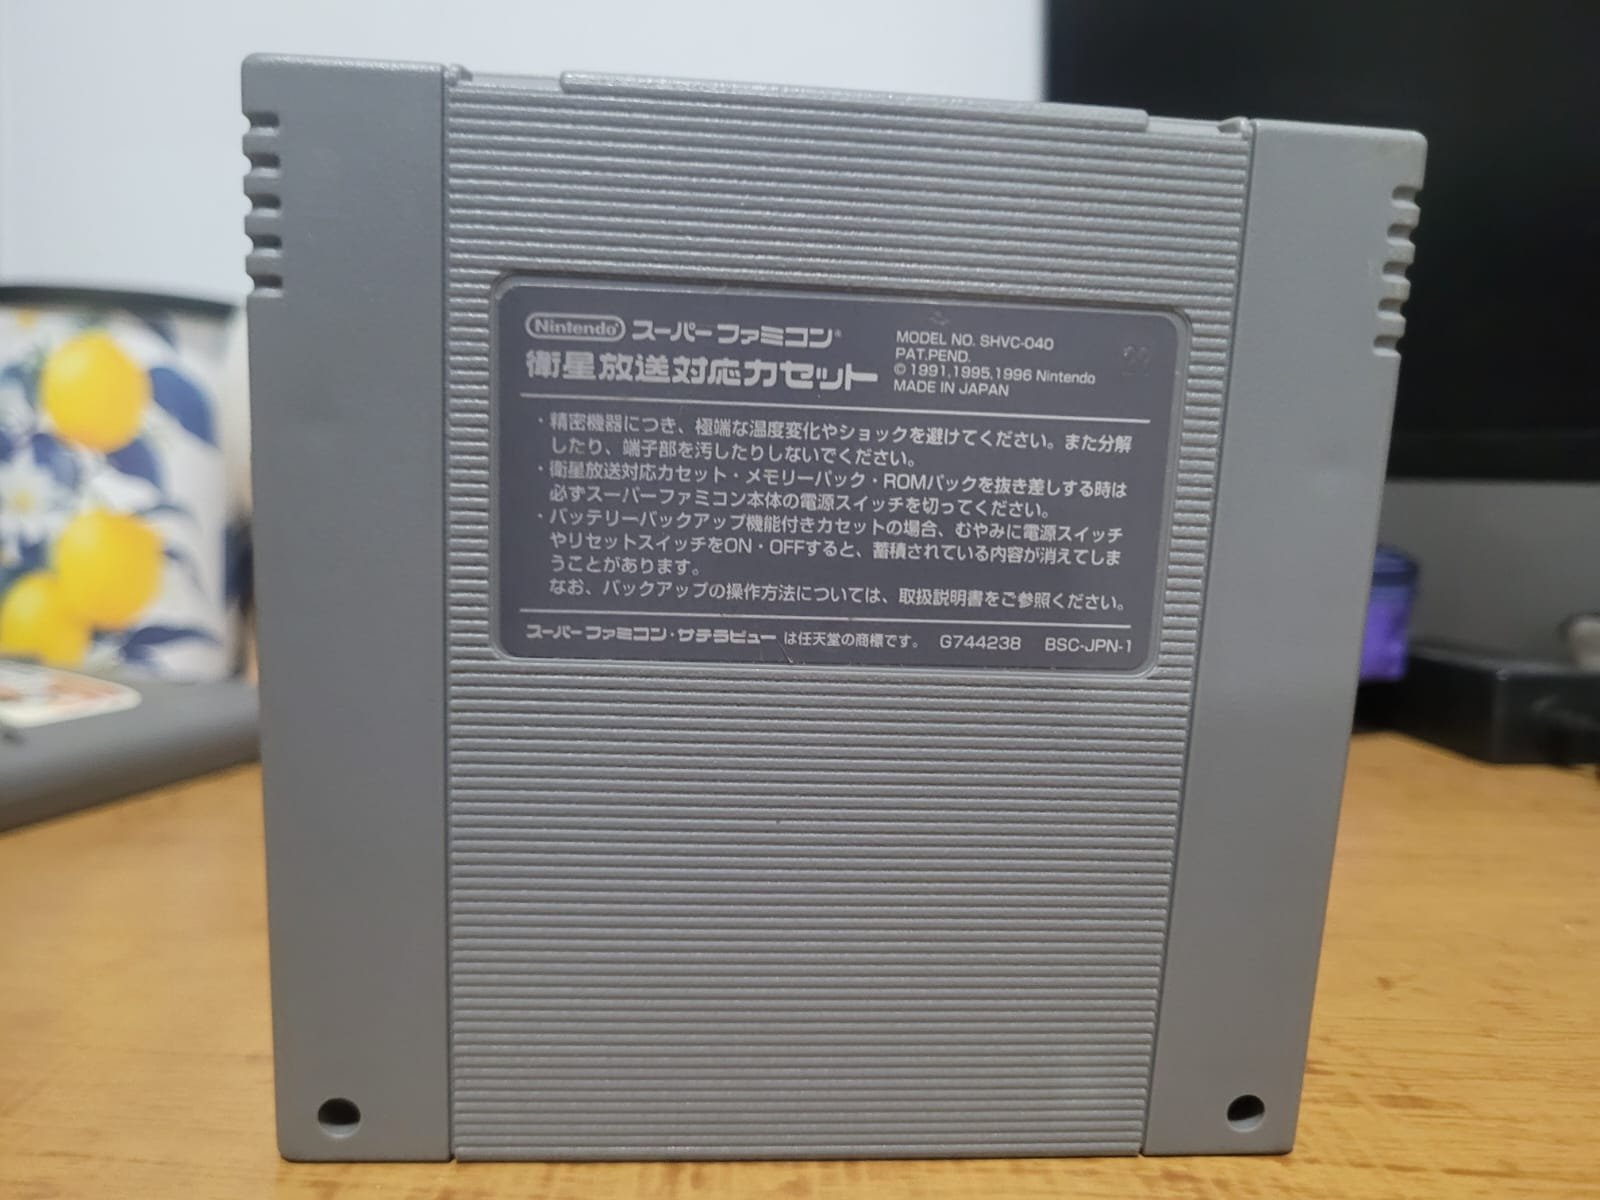 Nintendo® スーパーファミコン®
衛星放送対応カセット
MODEL NO. SHVC-040
PAT.PEND.
©1991,1995,1996 Nintendo
MADE IN JAPAN
・精密機器につき、極端な温度変化やショックを避けてください。また分解
したり、端子部を汚したりしないでください。
・衛星放送対応カセット・メモリーパック・ROMパックを抜き差しする時は
必ずスーパーファミコン本体の電源スイッチを切ってください。
・バッテリーバックアップ機能付きカセットの場合、むやみに電源スイッチ
やリセットスイッチをON・OFFすると、蓄積されている内容が消えてしま
うことがあります。
なお、バックアップの操作方法については、取扱説明書をご参照ください。
スーパーファミコン・サテラビューは任天堂の商標です。 G744238 BSC-JPN-1